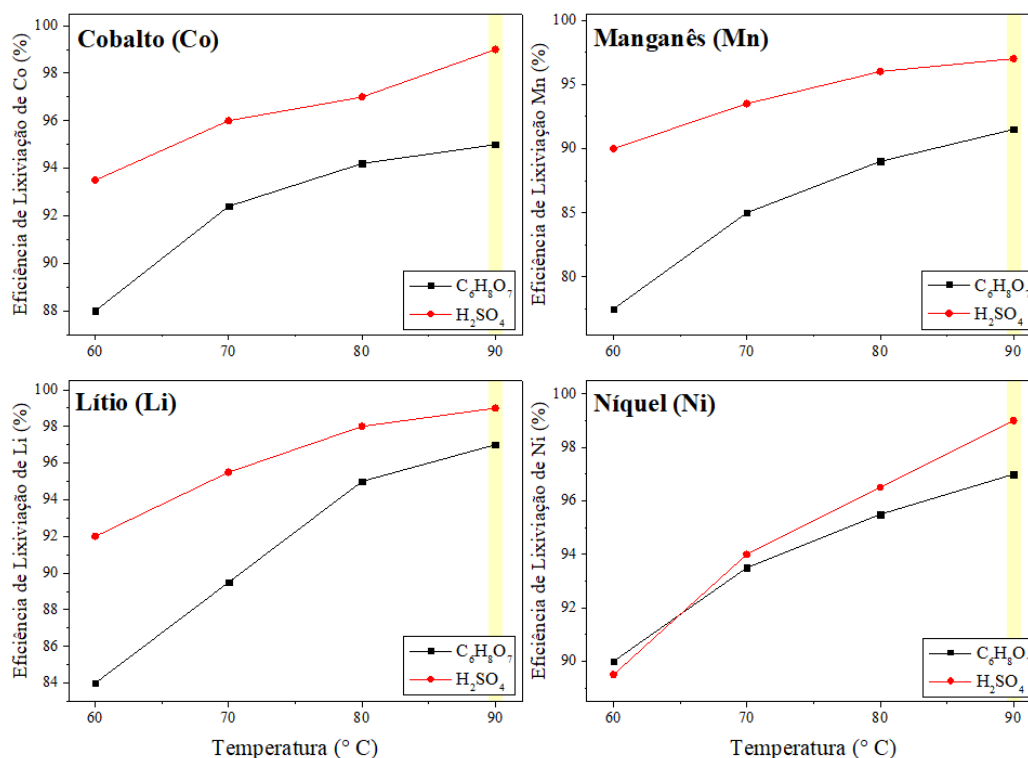 Cobalto (Co)
Eficiência de Lixiviação de Co (%)
100
98
96
94
92
90
88
60
70
80
90
C₆H₈O₇
H₂SO₄
Manganês (Mn)
Eficiência de Lixiviação Mn (%)
100
95
90
85
80
60
70
80
90
C₆H₈O₇
H₂SO₄
Lítio (Li)
Eficiência de Lixiviação de Li (%)
100
98
96
94
92
90
88
86
84
60
70
80
90
Temperatura (° C)
C₆H₈O₇
H₂SO₄
Níquel (Ni)
Eficiência de Lixiviação de Ni (%)
100
98
96
94
92
90
60
70
80
90
Temperatura (° C)
C₆H₈O
H₂SO₄